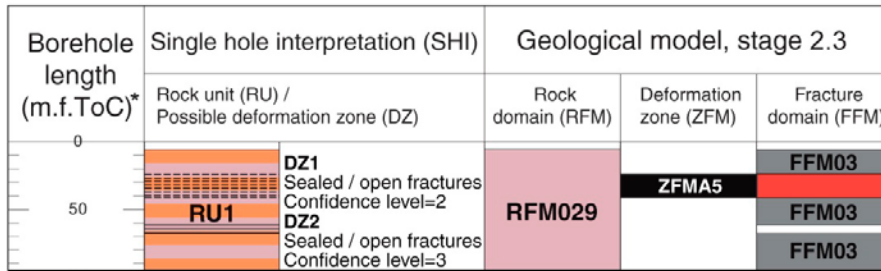 Borehole length (m.f.ToC)*
Single hole interpretation (SHI)
Geological model, stage 2.3
Rock unit (RU) /
Possible deformation zone (DZ)
Rock
domain (RFM)
Deformation
zone (ZFM)
Fracture
domain (FFM)
0
50
RU1
DZ1
Sealed / open fractures
Confidence level=2
DZ2
Sealed / open fractures
Confidence level=3
RFM029
ZFMA5
FFM03
FFM03
FFM03